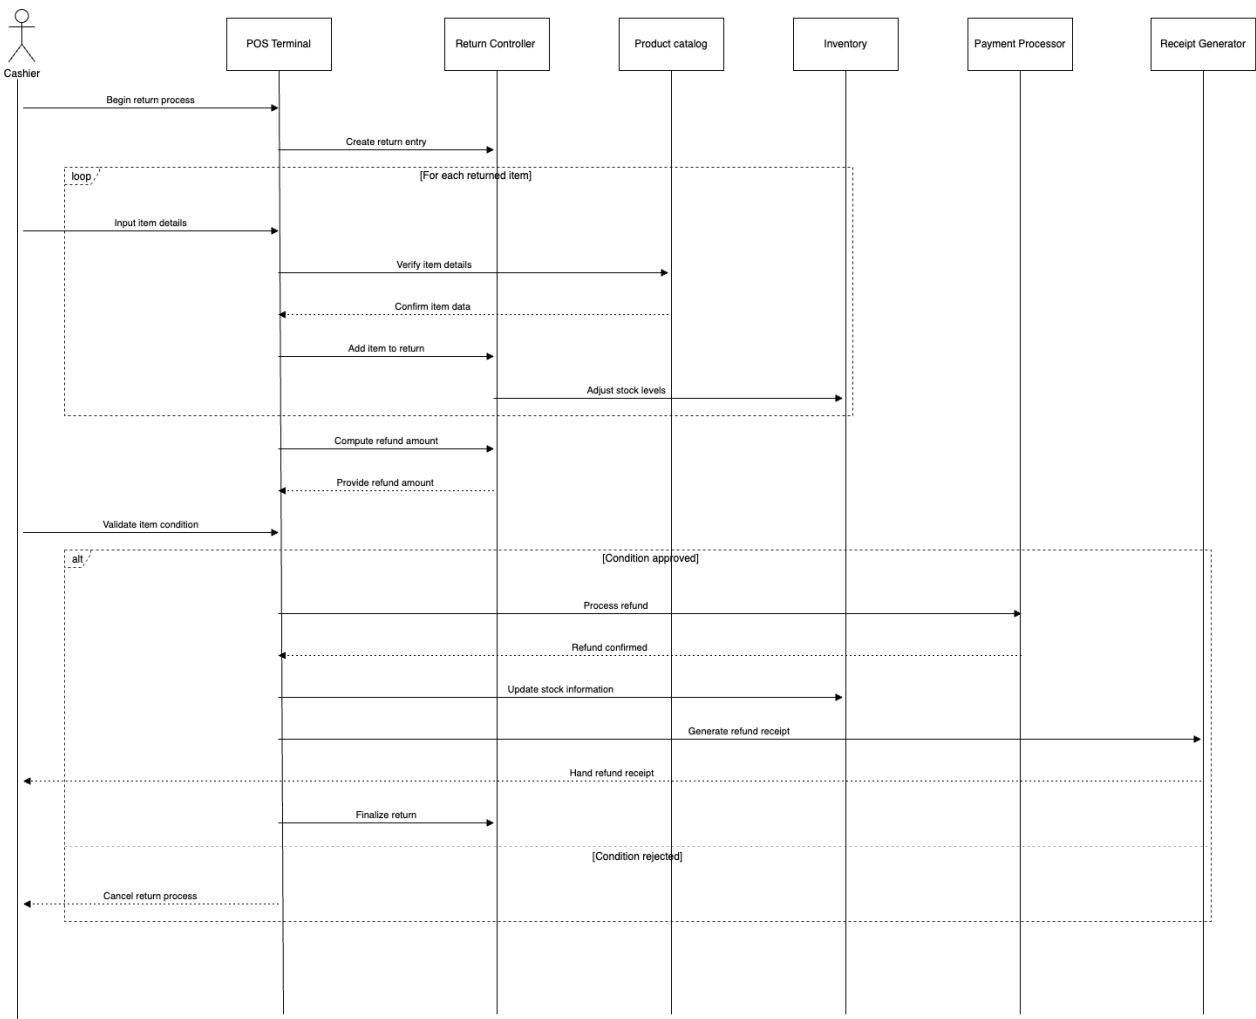 POS Terminal
Return Controller
Product catalog
Inventory
Payment Processor
Receipt Generator
Cashier
Begin return process
Create return entry
loop
[For each returned item]
Input item details
Verify item details
Confirm item data
Add item to return
Adjust stock levels
Compute refund amount
Provide refund amount
Validate item condition
alt
[Condition approved]
Process refund
Refund confirmed
Update stock information
Generate refund receipt
Hand refund receipt
Finalize return
[Condition rejected]
Cancel return process